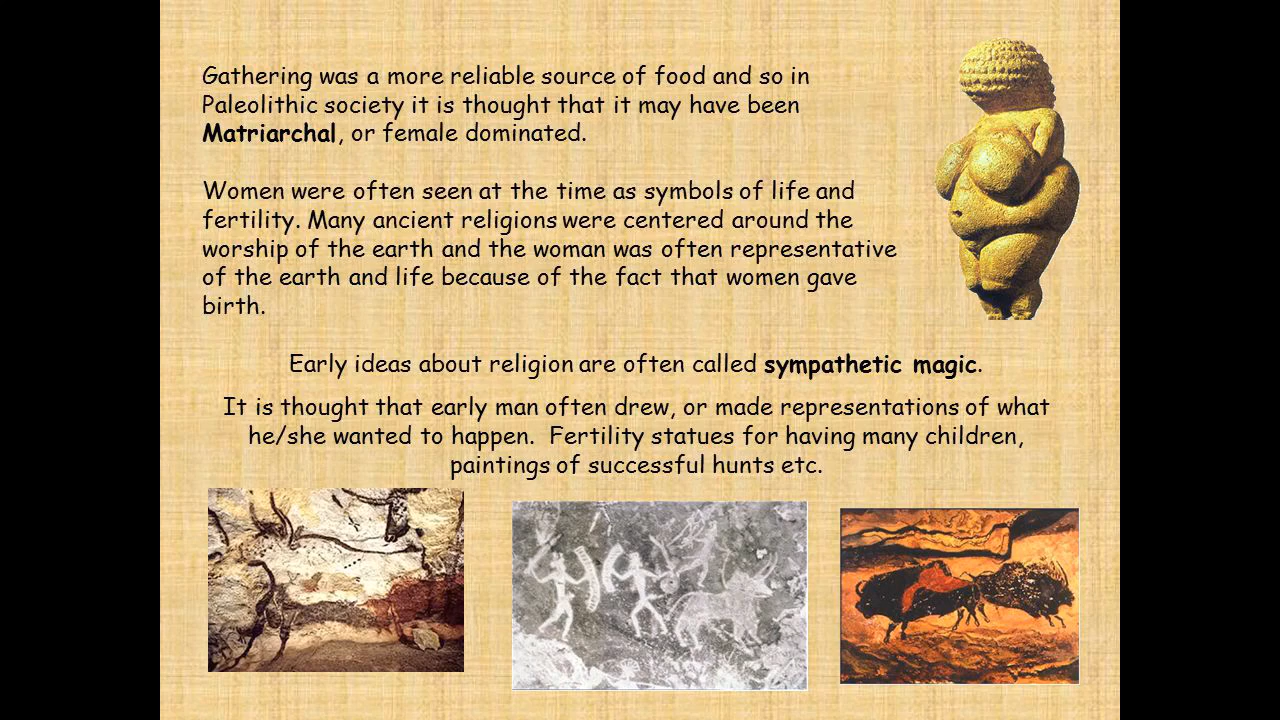 Gathering was a more reliable source of food and so in
Paleolithic society it is thought that it may have been
Matriarchal, or female dominated.
Women were often seen at the time as symbols of life and
fertility. Many ancient religions were centered around the
worship of the earth and the woman was often representative
of the earth and life because of the fact that women gave
birth.
Early ideas about religion are often called sympathetic magic.
It is thought that early man often drew, or made representations of what
he/she wanted to happen.  Fertility statues for having many children,
paintings of successful hunts etc.